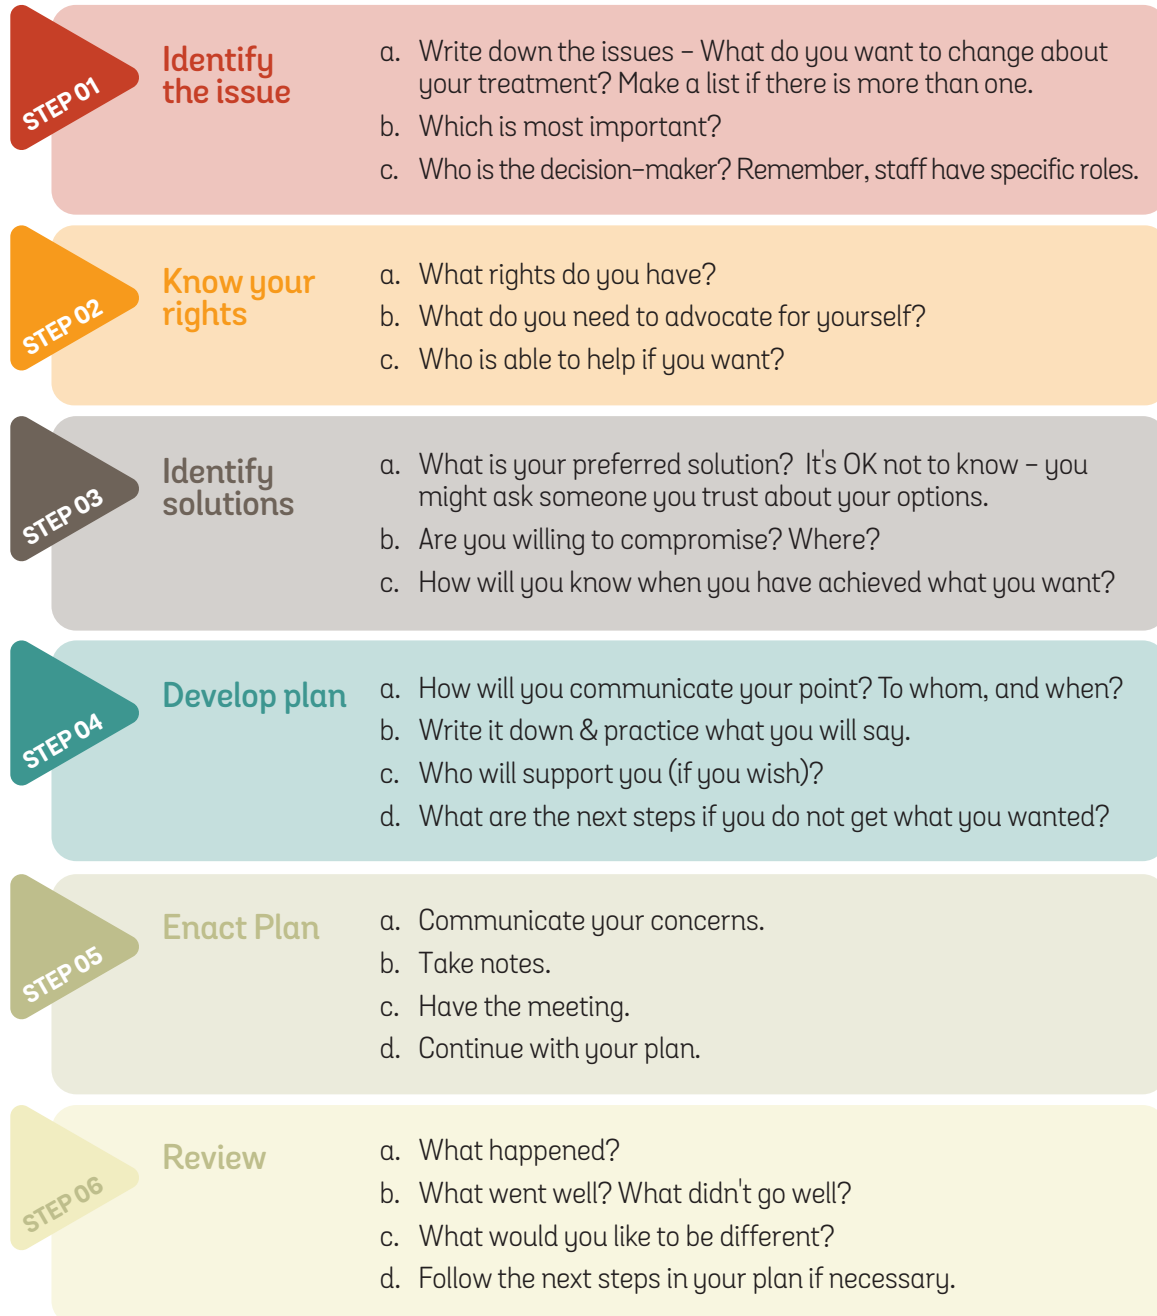 STEP 01
Identify
the issue
a. Write down the issues – What do you want to change about
your treatment? Make a list if there is more than one.
b. Which is most important?
c. Who is the decision-maker? Remember, staff have specific roles.
STEP 02
Know your
rights
a. What rights do you have?
b. What do you need to advocate for yourself?
c. Who is able to help if you want?
STEP 03
Identify
solutions
a. What is your preferred solution?  It's OK not to know – you
might ask someone you trust about your options.
b. Are you willing to compromise? Where?
c. How will you know when you have achieved what you want?
STEP 04
Develop plan
a. How will you communicate your point? To whom, and when?
b. Write it down & practice what you will say.
c. Who will support you (if you wish)?
d. What are the next steps if you do not get what you wanted?
STEP 05
Enact Plan
a. Communicate your concerns.
b. Take notes.
c. Have the meeting.
d. Continue with your plan.
STEP 06
Review
a. What happened?
b. What went well? What didn't go well?
c. What would you like to be different?
d. Follow the next steps in your plan if necessary.